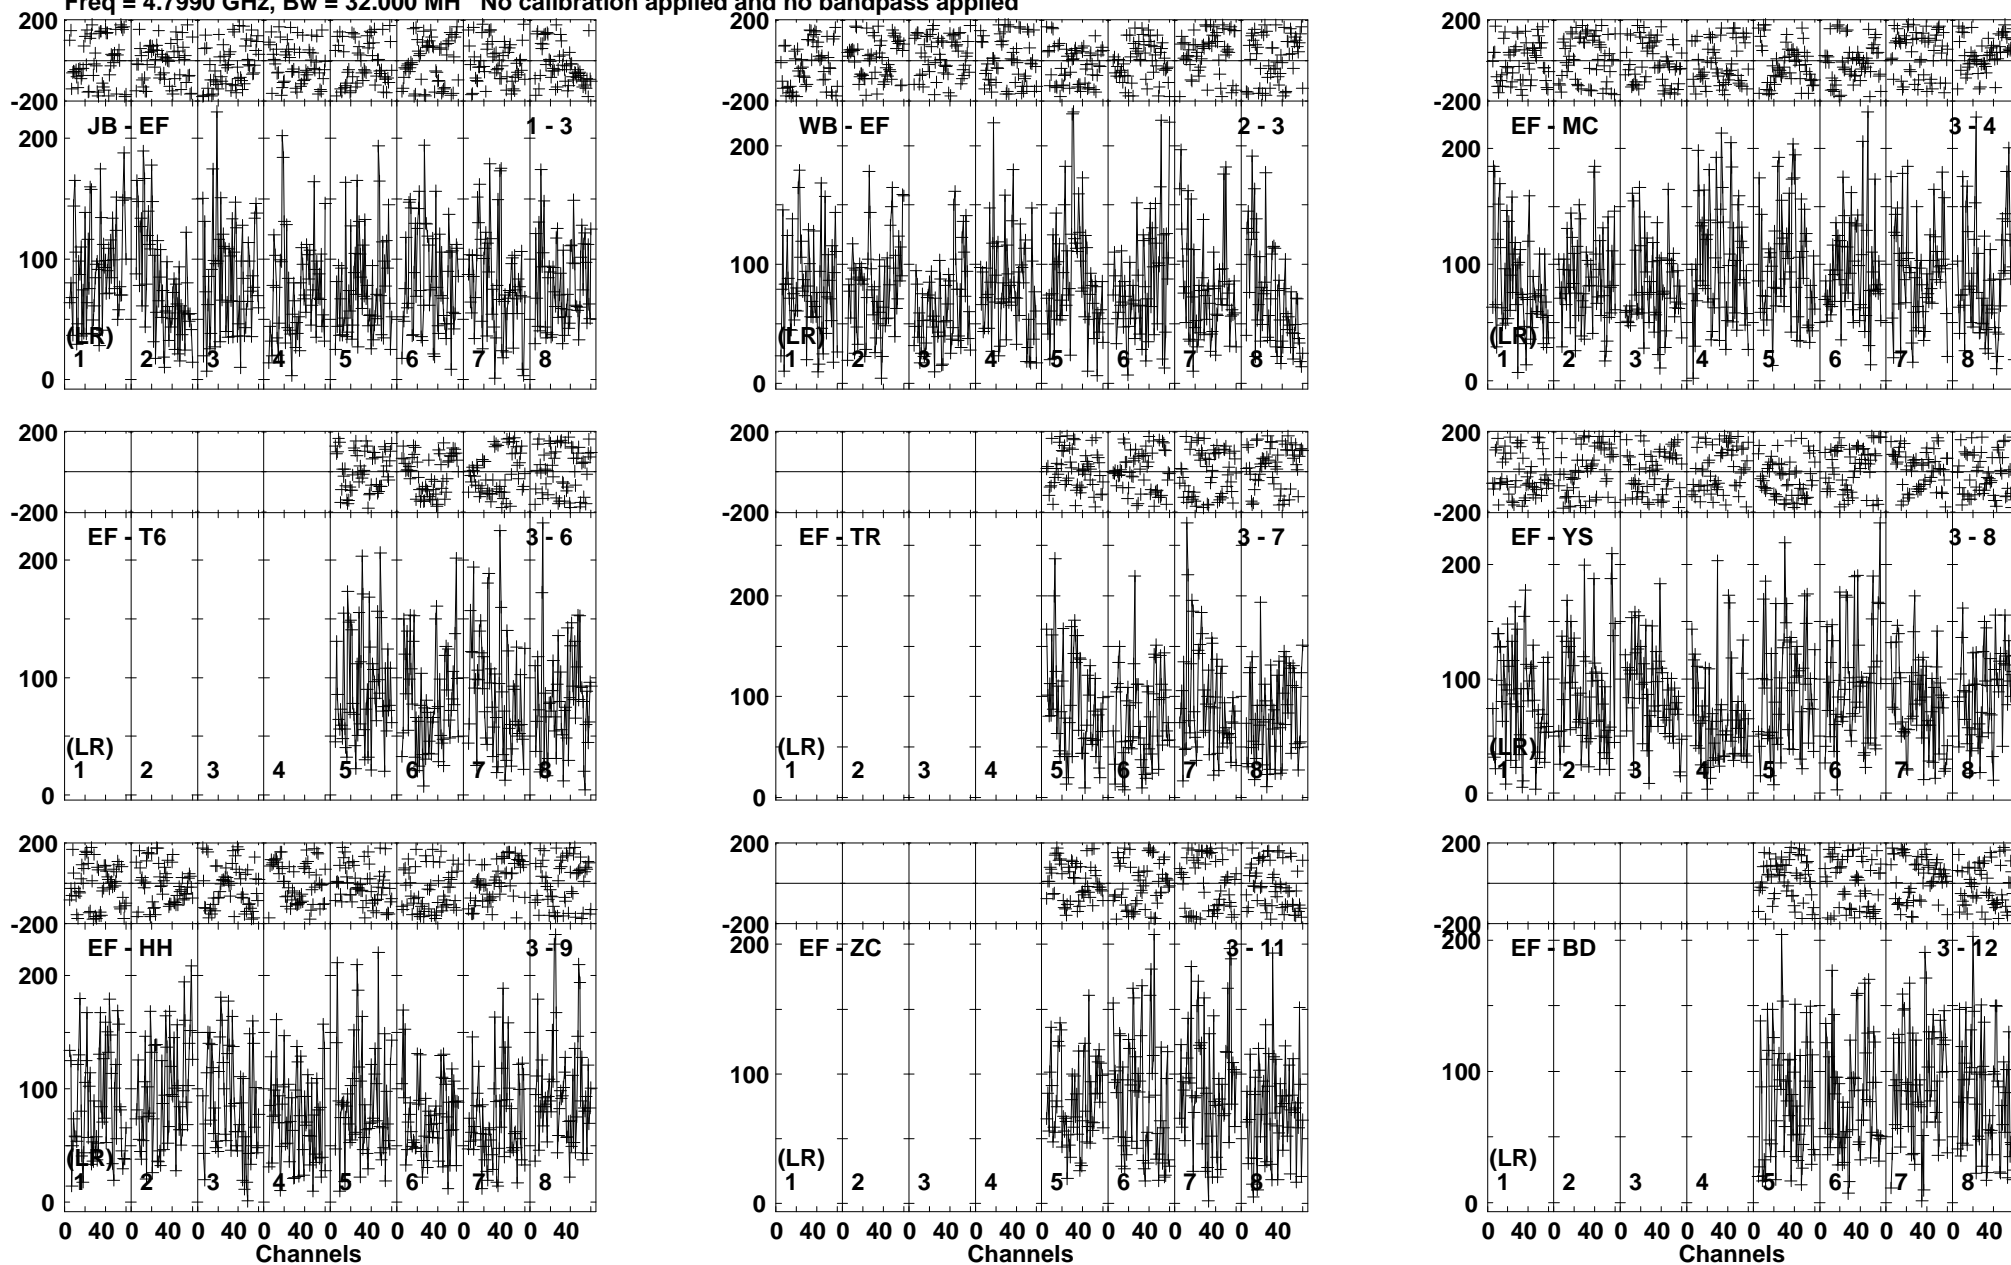 Freq = 4.7990 GHz, Bw = 32.000 MH No calibration applied and no bandpass applied
200 200 200
-200 -200 -200
JB - EF 1 - 3 WB - EF 2 - 3 EF - MC 3 - 4
200 200 200
100 100 100
(LR) (LR) (LR)
1 2 3 4 5 6 7 8 1 2 3 4 5 6 7 8 1 2 3 4 5 6 7 8
0 0 0
200 200 200
-200 -200 -200
EF - T6 3 - 6 EF - TR 3 - 7 EF - YS 3 - 8
200 200 200
100 100 100
(LR) (LR) (LR)
1 2 3 4 5 6 7 8 1 2 3 4 5 6 7 8 1 2 3 4 5 6 7 8
0 0 0
200 200 200
-200 -200 -200
EF - HH 3 - 9 EF - ZC 3 - 11 EF - BD 3 - 12
200 200 200
100 100 100
(LR) (LR) (LR)
1 2 3 4 5 6 7 8 1 2 3 4 5 6 7 8 1 2 3 4 5 6 7 8
0 0 0
0 40 0 40 0 40 0 40 0 40 0 40 0 40 0 40 0 40 0 40 0 40 0 40 0 40 0 40 0 40 0 40 0 40 0 40 0 40 0 40 0 40 0 40 0 40 0 40
Channels Channels Channels